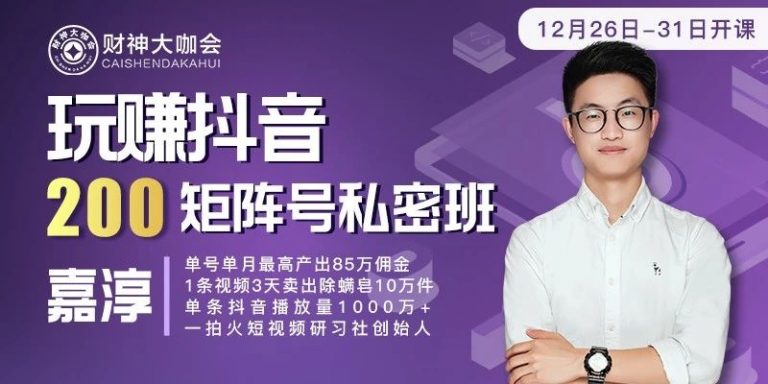 财神大咖会
CAISHENDAKAHUI
12月26日-31日开课
玩赚抖音
200矩阵号私密班
嘉淳
单号单月最高产出85万佣金
1条视频3天卖出除螨皂10万件
单条抖音播放量1000万+
一拍火短视频研习社创始人